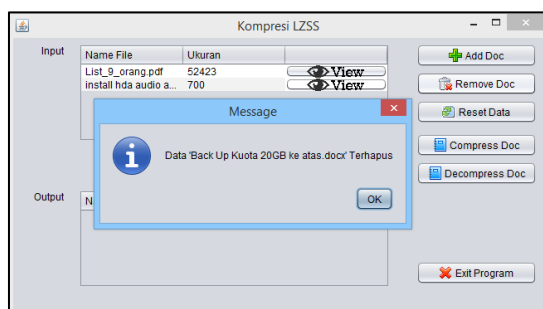 Kompresi LZSS
Input
Name File Ukuran
List_9_orang.pdf 52423 View
install hda audio a... 700 View
Add Doc
Remove Doc
Reset Data
Compress Doc
Decompress Doc
Message
Data 'Back Up Kuota 20GB ke atas.docx' Terhapus
OK
Output
N
Exit Program